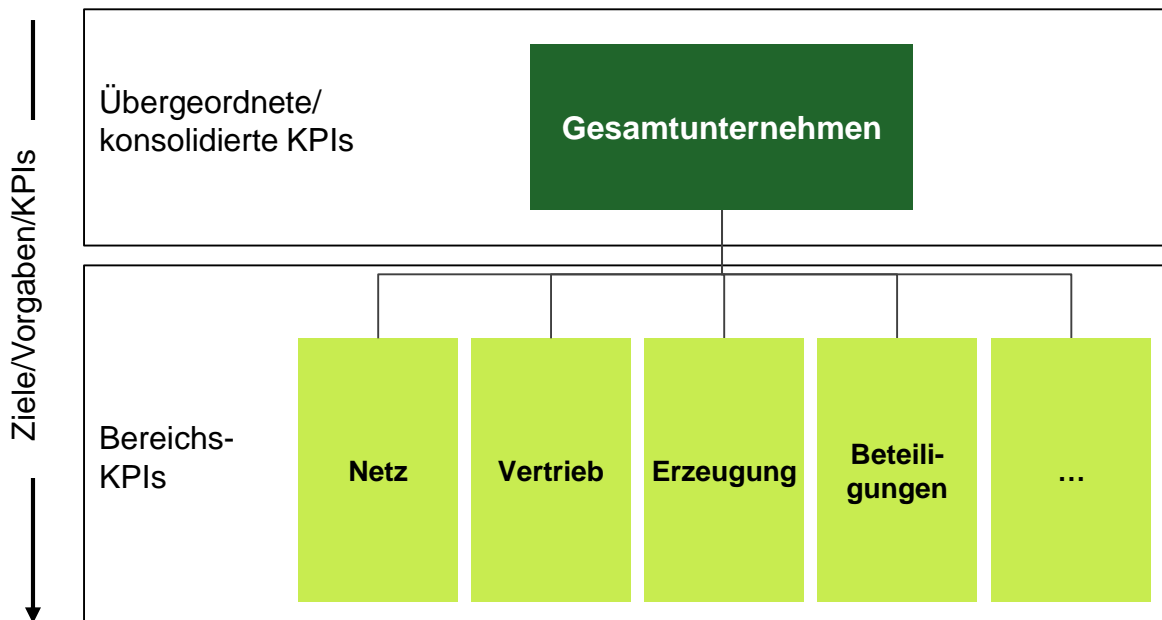 Ziele/Vorgaben/KPIs
Übergeordnete/
konsolidierte KPIs
Gesamtunternehmen
Bereichs-
KPIs
Netz
Vertrieb
Erzeugung
Beteili-
gungen
…